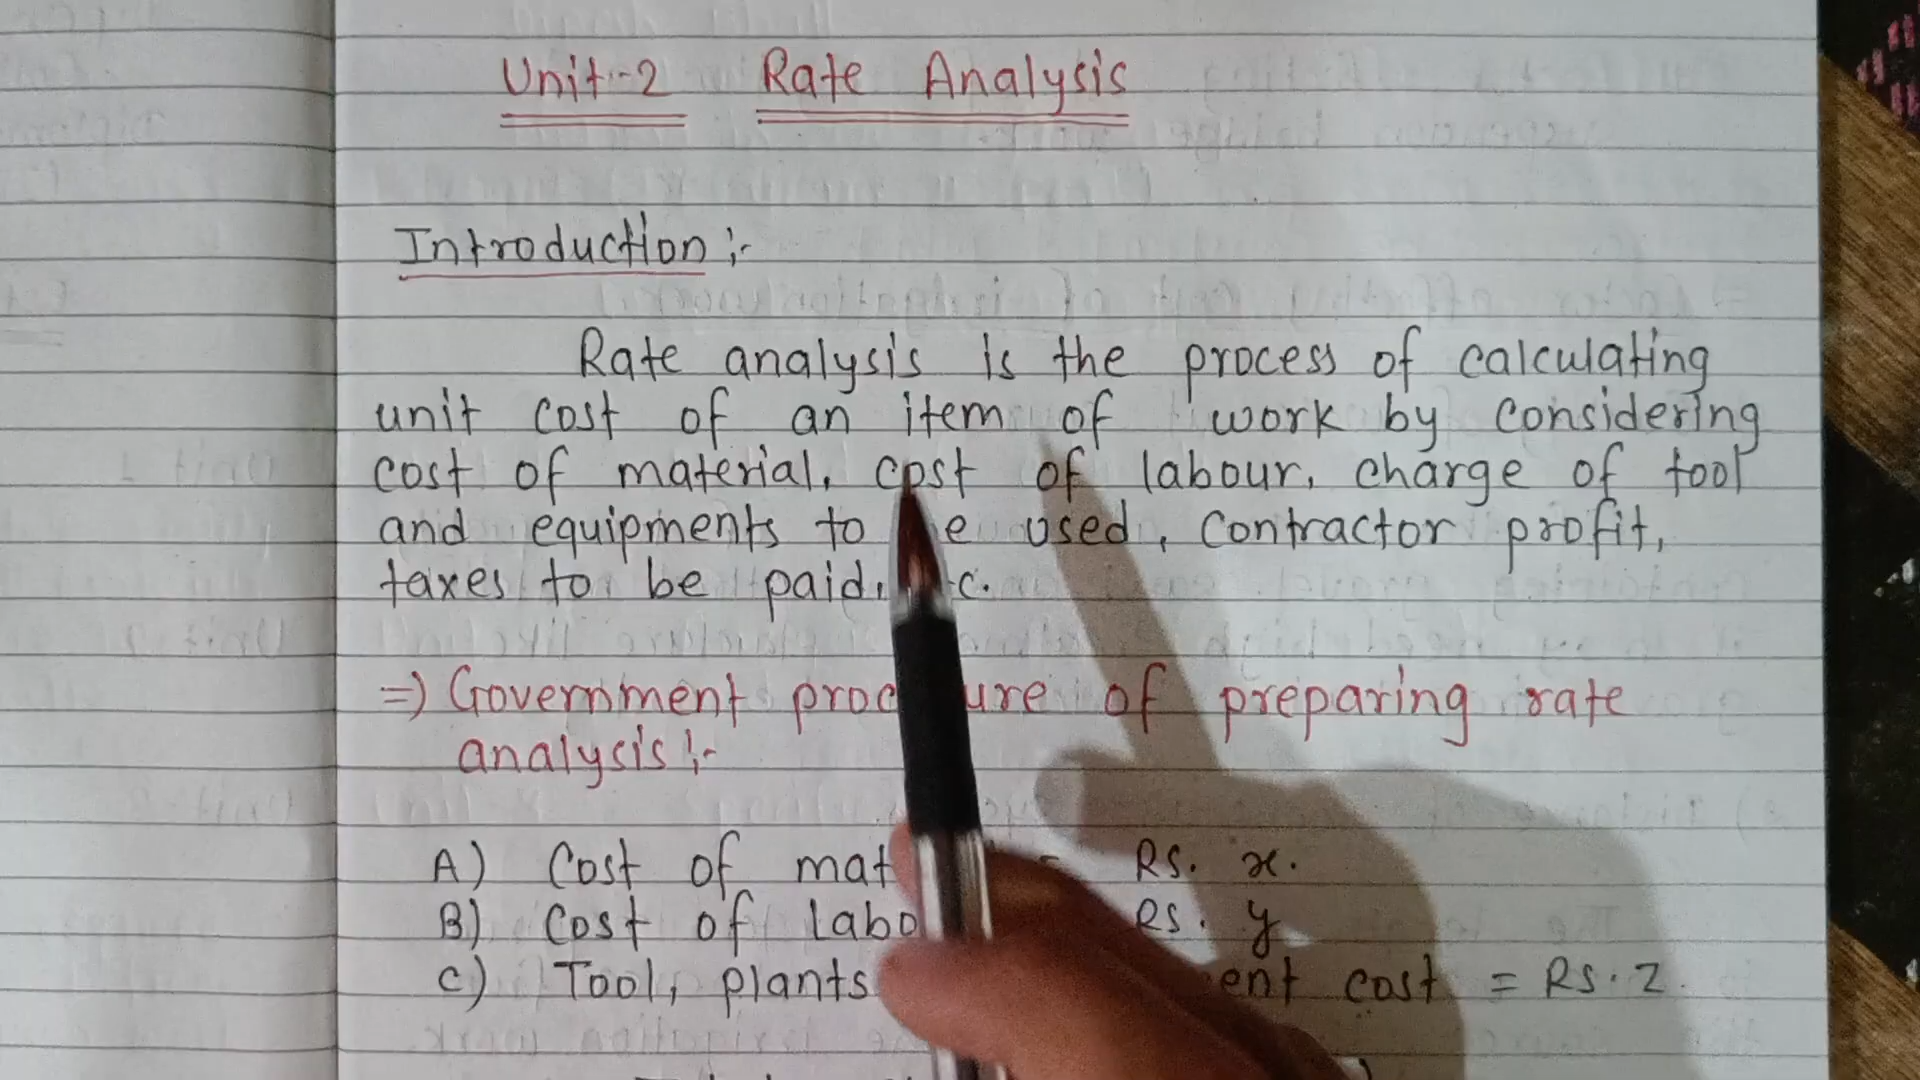 Unit-2 Rate Analysis
Introduction :-
Rate analysis is the process of calculating
unit cost of an item of work by considering
cost of material, cost of labour, charge of tool
and equipments to e used, contractor profit,
taxes to be paid, c.
=) Government proc ure of preparing rate
analysis :-
A) Cost of mat = Rs. x.
B) Cost of labo Rs. y
C) Tool, plants ent cost = Rs. z.